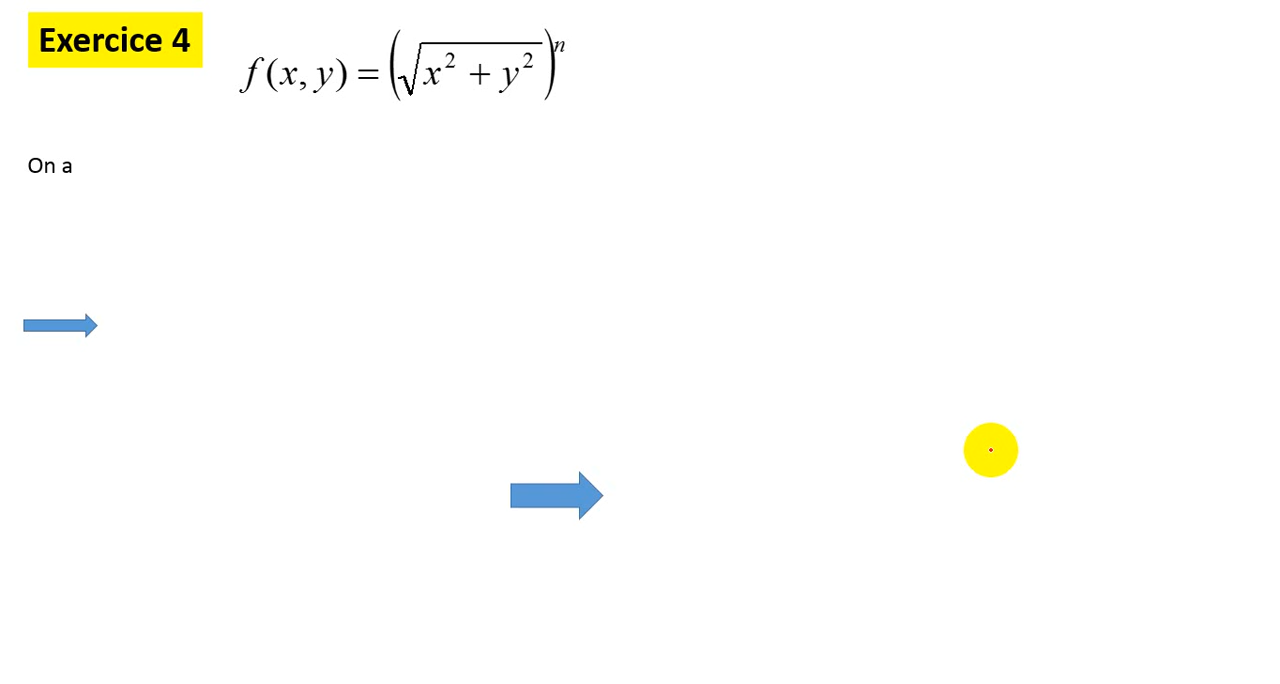 Exercice 4
f(x, y) = (√(x² + y²))ⁿ
On a